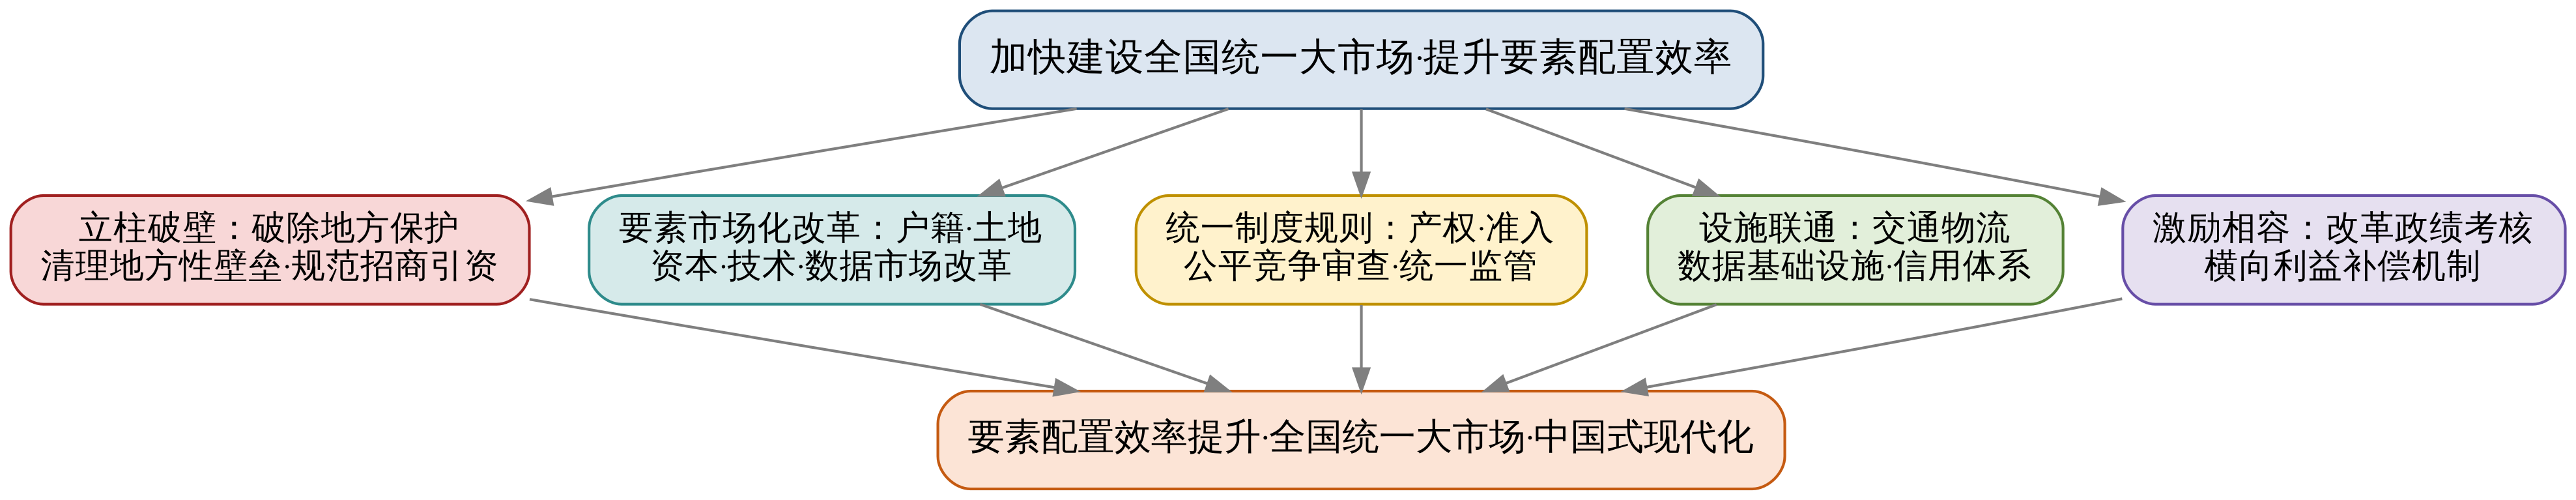 加快建设全国统一大市场·提升要素配置效率
立柱破壁：破除地方保护
清理地方性壁垒·规范招商引资
要素市场化改革：户籍·土地
资本·技术·数据市场改革
统一制度规则：产权·准入
公平竞争审查·统一监管
设施联通：交通物流
数据基础设施·信用体系
激励相容：改革政绩考核
横向利益补偿机制
要素配置效率提升·全国统一大市场·中国式现代化